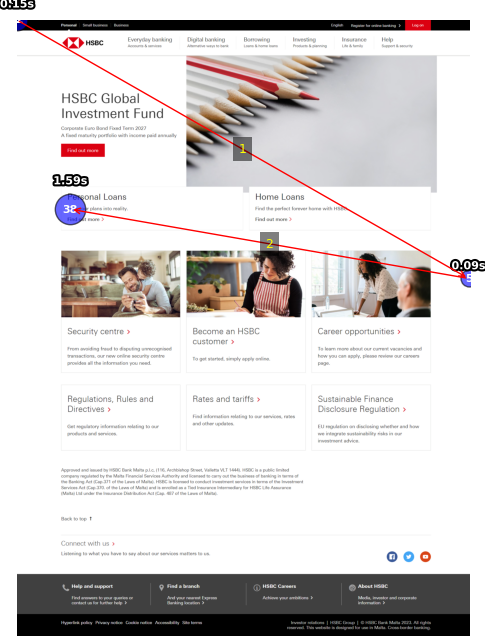 0.15s
Personal Small business Business
English Register for online banking > Log on
HSBC
Everyday banking
Accounts & services
Digital banking
Alternative ways to bank
Borrowing
Loans & home loans
Investing
Products & planning
Insurance
Life & family
Help
Support & security
HSBC Global
Investment Fund
Corporate Euro Bond Fixed Term 2027
A fixed maturity portfolio with income paid annually
Find out more
1
1.59s
38
Personal Loans
plans into reality.
Find out more >
Home Loans
Find the perfect forever home with HSBC
Find out more >
2
0.09s
Security centre >
From avoiding fraud to disputing unrecognised
transactions, our new online security centre
provides all the information you need.
Become an HSBC
customer >
To get started, simply apply online.
Career opportunities >
To learn more about our current vacancies and
how you can apply, please review our careers
page.
Regulations, Rules and
Directives >
Get regulatory information relating to our
products and services.
Rates and tariffs >
Find information relating to our services, rates
and other updates.
Sustainable Finance
Disclosure Regulation >
EU regulation on disclosing whether and how
we integrate sustainability risks in our
investment advice.
Approved and issued by HSBC Bank Malta p.l.c. (116, Archbishop Street, Valletta VLT 1444). HSBC is a public limited
company regulated by the Malta Financial Services Authority and licensed to carry out the business of banking in terms of
the Banking Act (Cap.371 of the Laws of Malta). HSBC is licensed to conduct investment services in terms of the Investment
Services Act (Cap.370. of the Laws of Malta) and is enrolled as a Tied Insurance Intermediary for HSBC Life Assurance
(Malta) Ltd under the Insurance Distribution Act (Cap. 487 of the Laws of Malta).
Back to top ↑
Connect with us >
Listening to what you have to say about our services matters to us.
Help and support
Find answers to your queries or
contact us for further help >
Find a branch
And your nearest Express
Banking location >
HSBC Careers
Achieve your ambitions >
About HSBC
Media, investor and corporate
information >
Hyperlink policy Privacy notice Cookie notice Accessibility Site terms
Investor relations | HSBC Group | © HSBC Bank Malta 2023. All rights
reserved. This website is designed for use in Malta. Cross-border banking.